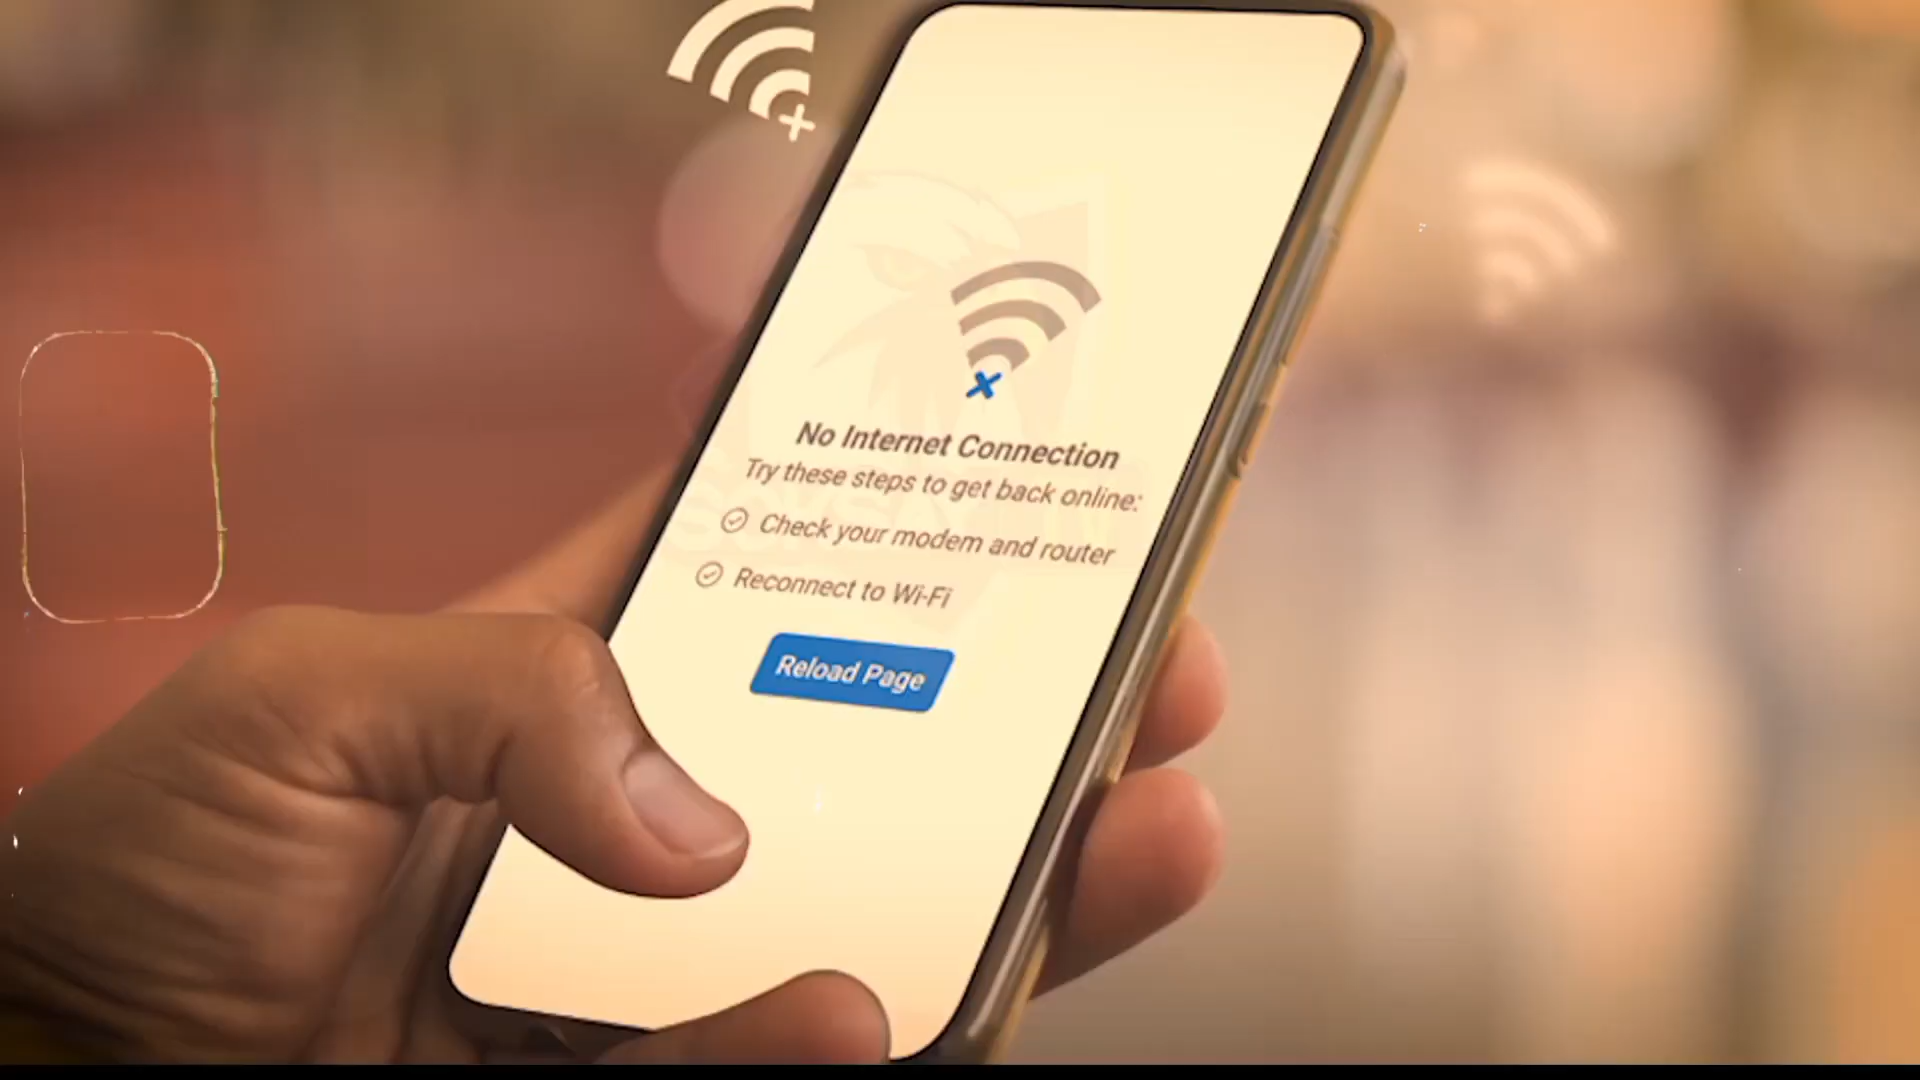 No Internet Connection
Try these steps to get back online:
Check your modem and router
Reconnect to Wi-Fi
Reload Page